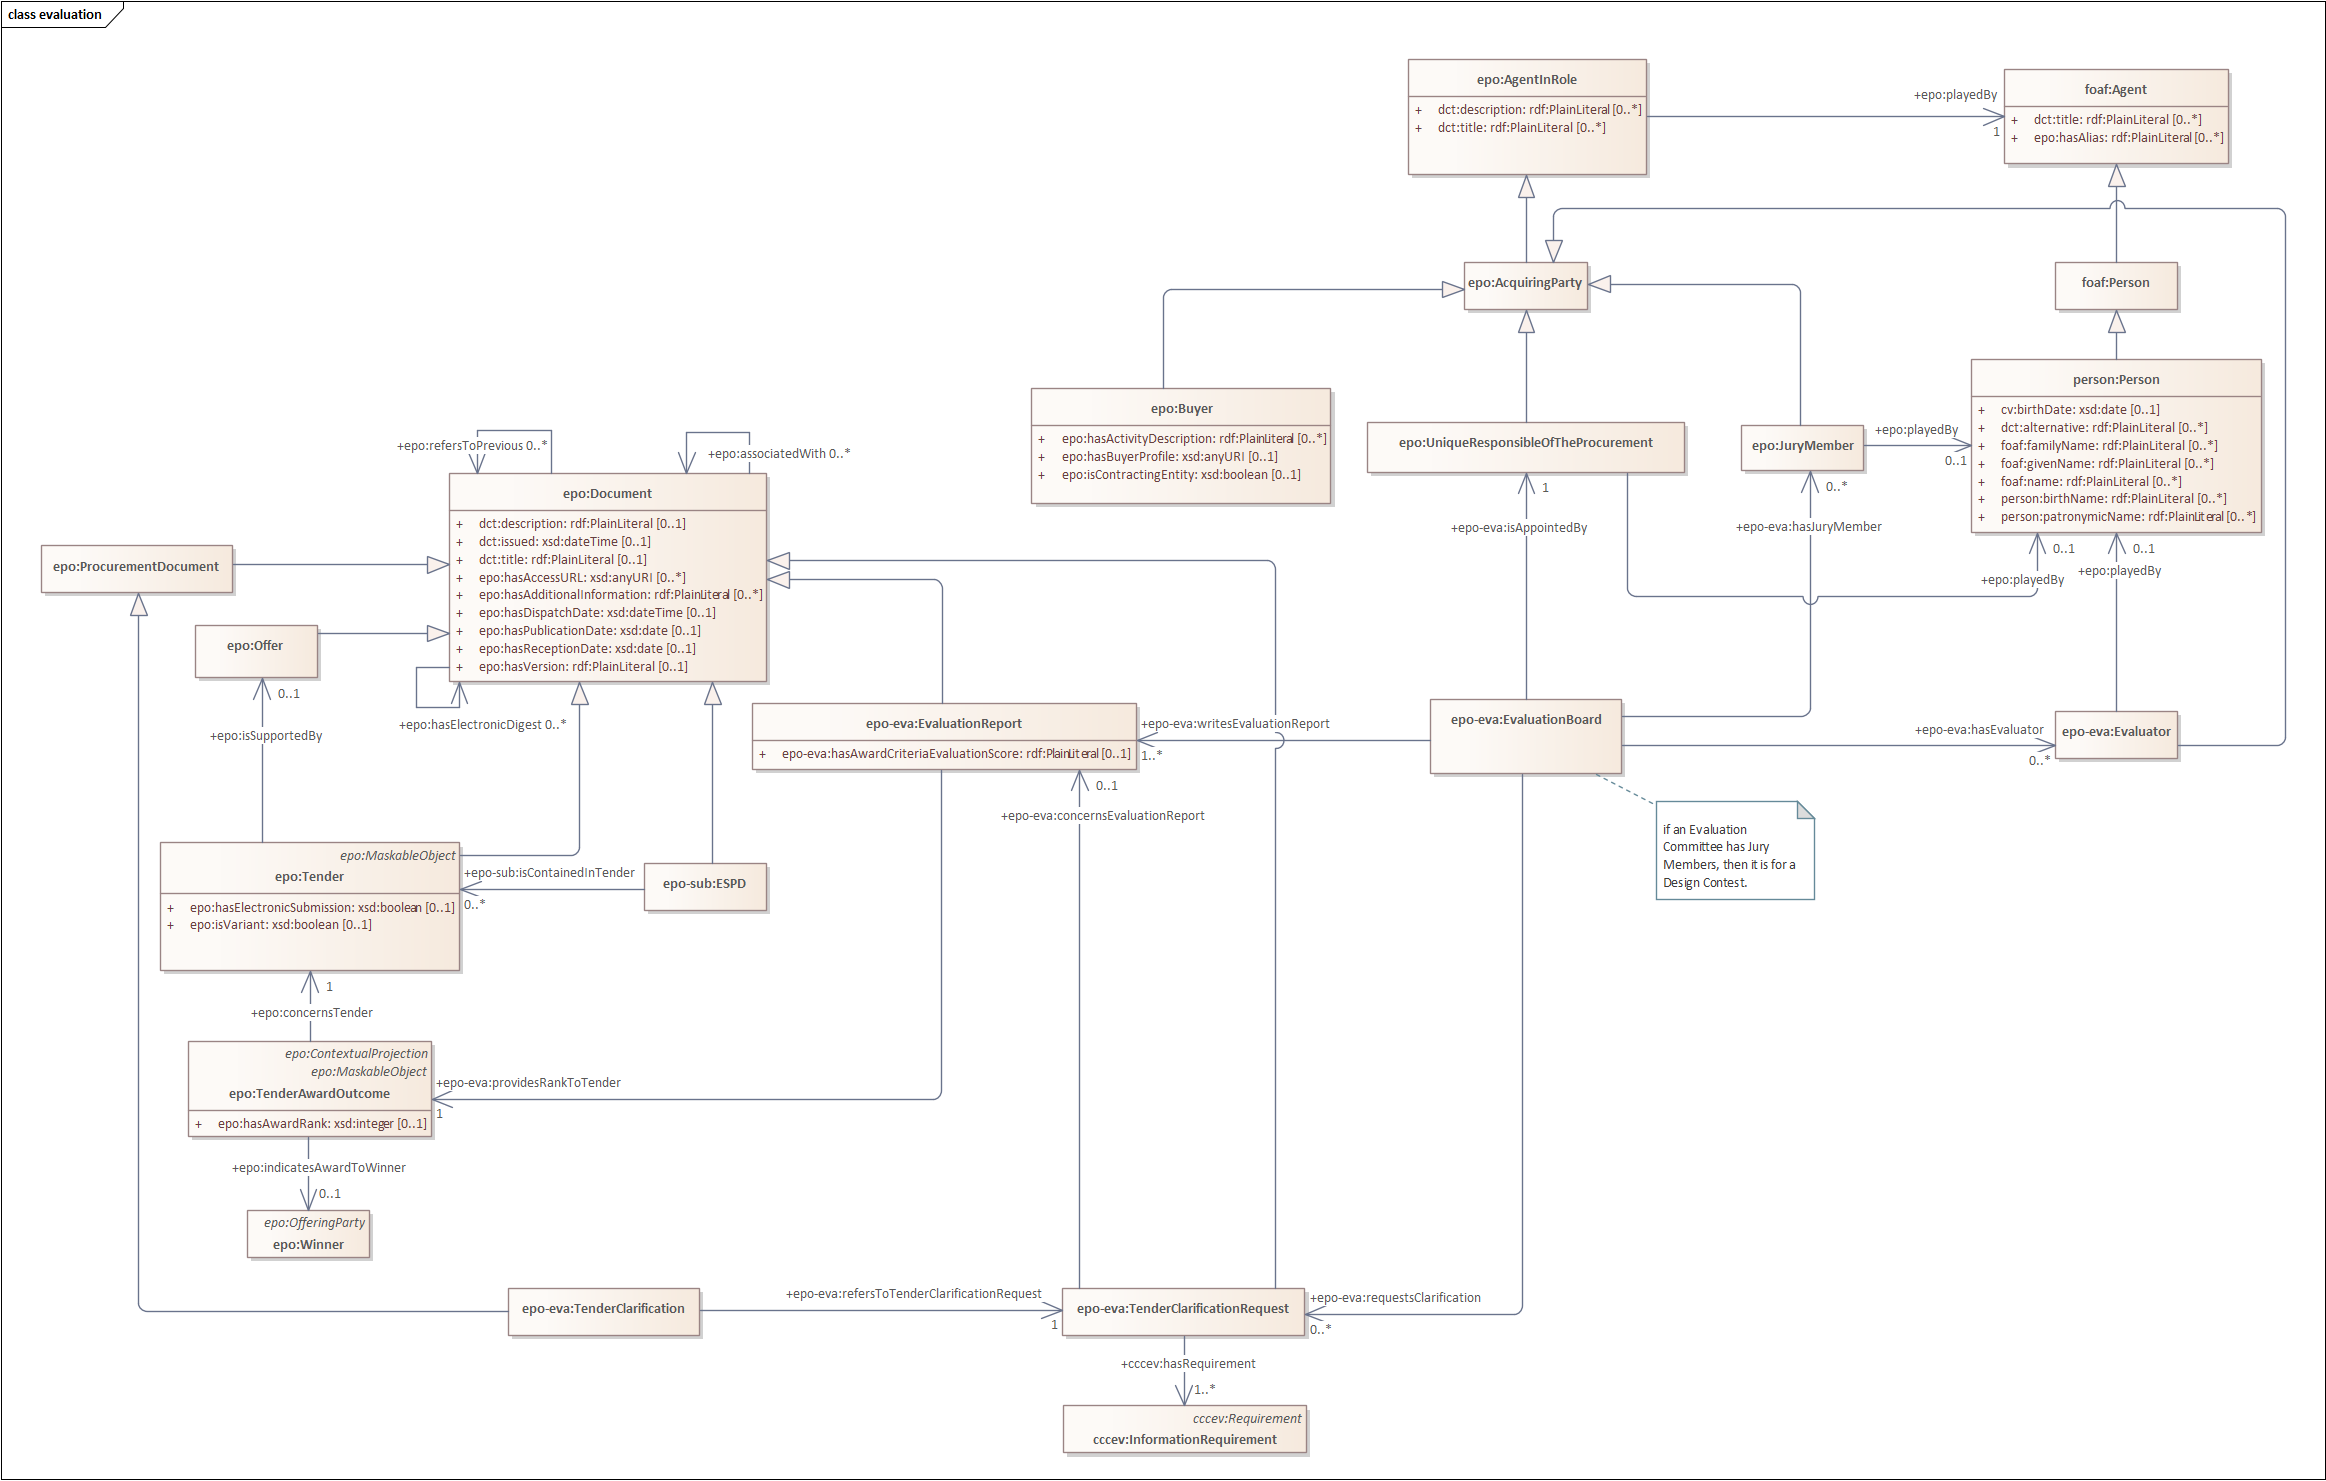 class evaluation
epo:AgentInRole
+ dct:description: rdf:PlainLiteral [0..*]
+ dct:title: rdf:PlainLiteral [0..*]
+epo:playedBy
1
foaf:Agent
+ dct:title: rdf:PlainLiteral [0..*]
+ epo:hasAlias: rdf:PlainLiteral [0..*]
epo:AcquiringParty
foaf:Person
person:Person
+ cv:birthDate: xsd:date [0..1]
+ dct:alternative: rdf:PlainLiteral [0..*]
+ foaf:familyName: rdf:PlainLiteral [0..*]
+ foaf:givenName: rdf:PlainLiteral [0..*]
+ foaf:name: rdf:PlainLiteral [0..*]
+ person:birthName: rdf:PlainLiteral [0..*]
+ person:patronymicName: rdf:PlainLiteral [0..*]
epo:Buyer
+ epo:hasActivityDescription: rdf:PlainLiteral [0..*]
+ epo:hasBuyerProfile: xsd:anyURI [0..1]
+ epo:isContractingEntity: xsd:boolean [0..1]
epo:UniqueResponsibleOfTheProcurement
epo:JuryMember
+epo:playedBy
0..1
1
+epo-eva:isAppointedBy
0..*
+epo-eva:hasJuryMember
0..1
+epo:playedBy
0..1
+epo:playedBy
+epo:refersToPrevious 0..*
+epo:associatedWith 0..*
epo:Document
+ dct:description: rdf:PlainLiteral [0..1]
+ dct:issued: xsd:dateTime [0..1]
+ dct:title: rdf:PlainLiteral [0..1]
+ epo:hasAccessURL: xsd:anyURI [0..*]
+ epo:hasAdditionalInformation: rdf:PlainLiteral [0..*]
+ epo:hasDispatchDate: xsd:dateTime [0..1]
+ epo:hasPublicationDate: xsd:date [0..1]
+ epo:hasReceptionDate: xsd:date [0..1]
+ epo:hasVersion: rdf:PlainLiteral [0..1]
+epo:hasElectronicDigest 0..*
epo:ProcurementDocument
epo:Offer
0..1
+epo:isSupportedBy
epo-eva:EvaluationReport
+ epo-eva:hasAwardCriteriaEvaluationScore: rdf:PlainLiteral [0..1]
+epo-eva:writesEvaluationReport
1..*
epo-eva:EvaluationBoard
+epo-eva:hasEvaluator
0..*
epo-eva:Evaluator
0..1
+epo-eva:concernsEvaluationReport
if an Evaluation
Committee has Jury
Members, then it is for a
Design Contest.
epo:MaskableObject
epo:Tender
+ epo:hasElectronicSubmission: xsd:boolean [0..1]
+ epo:isVariant: xsd:boolean [0..1]
+epo-sub:isContainedInTender
0..*
epo-sub:ESPD
1
+epo:concernsTender
epo:ContextualProjection
epo:MaskableObject
epo:TenderAwardOutcome
+ epo:hasAwardRank: xsd:integer [0..1]
+epo-eva:providesRankToTender
1
+epo:indicatesAwardToWinner
0..1
epo:OfferingParty
epo:Winner
epo-eva:TenderClarification
+epo-eva:refersToTenderClarificationRequest
1
epo-eva:TenderClarificationRequest
+epo-eva:requestsClarification
0..*
+cccev:hasRequirement
1..*
cccev:Requirement
cccev:InformationRequirement